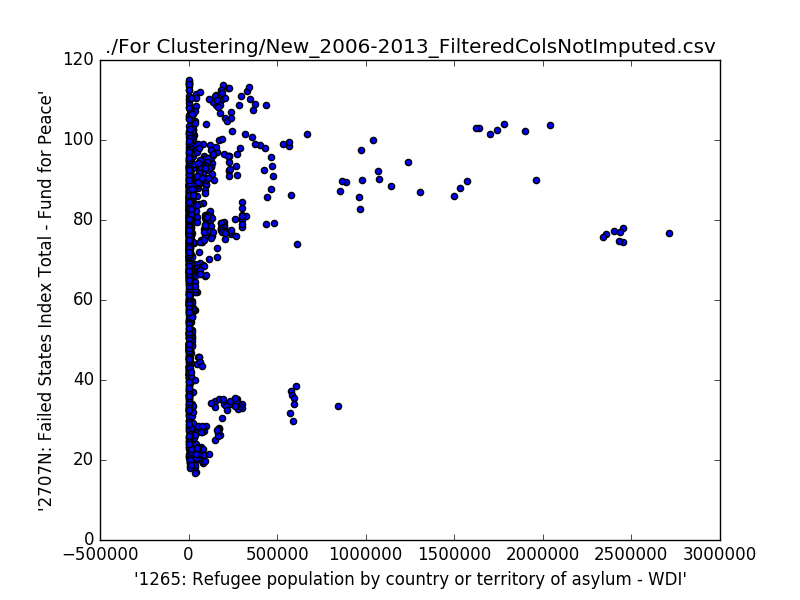 ./For Clustering/New_2006-2013_FilteredColsNotImputed.csv
120
100
80
60
40
20
0
'2707N: Failed States Index Total - Fund for Peace'
−500000 0 500000 1000000 1500000 2000000 2500000 3000000
'1265: Refugee population by country or territory of asylum - WDI'